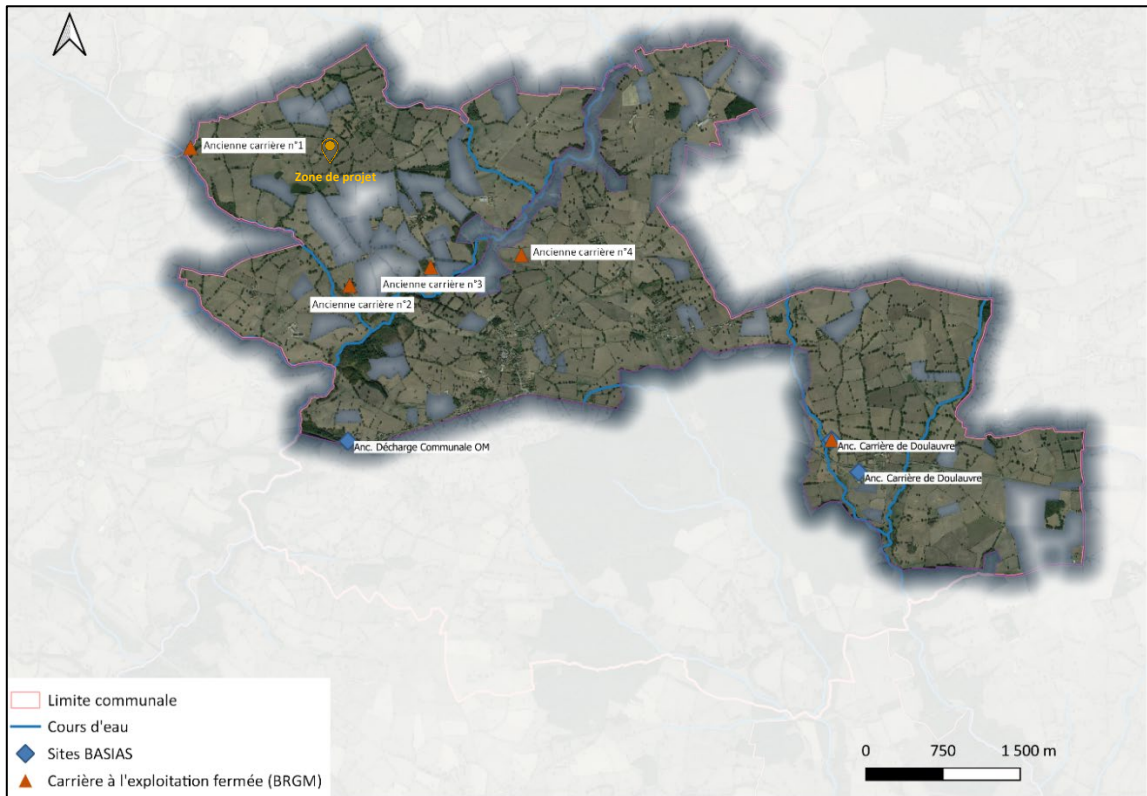 Ancienne carrière n°1
Zone de projet
Ancienne carrière n°4
Ancienne carrière n°3
Ancienne carrière n°2
Anc. Décharge Communale OM
Anc. Carrière de Doulauvre
Anc. Carrière de Doulauvre
Limite communale
Cours d'eau
Sites BASIAS
Carrière à l'exploitation fermée (BRGM)
0 750 1 500 m